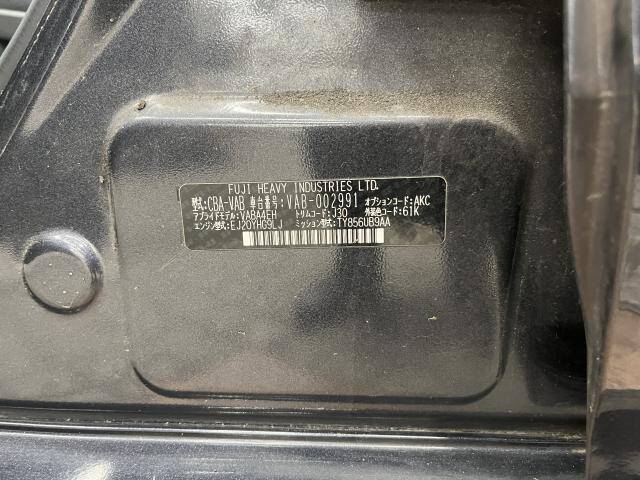 FUJI HEAVY INDUSTRIES LTD.
型式:CBA-VAB 車台番号:VAB-002991 オプションコード:AKC
アプライドモデル:VABA4EH トリムコード:J30 外装色コード:61K
エンジン型式:EJ20YHG9LJ ミッション型式:TY856UB9AA